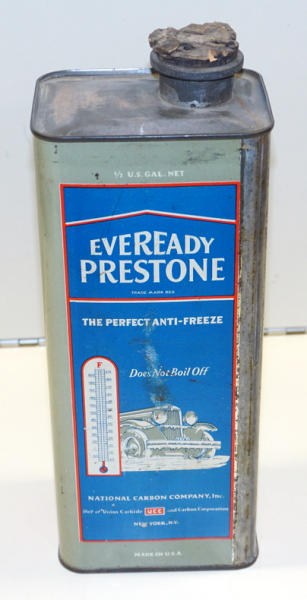 ½ U.S. GAL. NET
EVEREADY
PRESTONE
TRADE MARK REG
THE PERFECT ANTI-FREEZE
F
Does Not Boil Off
NATIONAL CARBON COMPANY, Inc.
Unit of Union Carbide UCC and Carbon Corporation
NEW YORK, N.Y.
MADE IN U.S.A.